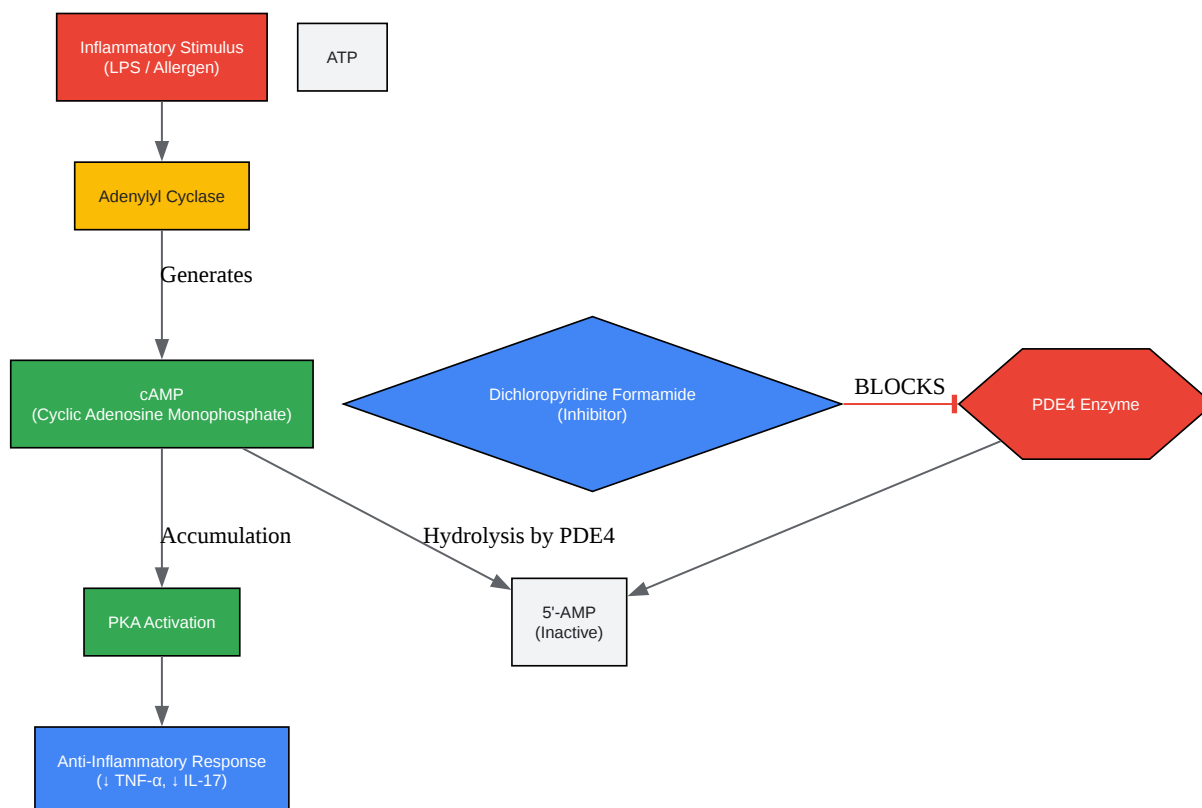 Inflammatory Stimulus
(LPS / Allergen)
ATP
Adenylyl Cyclase
Generates
cAMP
(Cyclic Adenosine Monophosphate)
Dichloropyridine Formamide
(Inhibitor)
BLOCKS
PDE4 Enzyme
Accumulation
Hydrolysis by PDE4
5'-AMP
(Inactive)
PKA Activation
Anti-Inflammatory Response
(↓ TNF-α, ↓ IL-17)